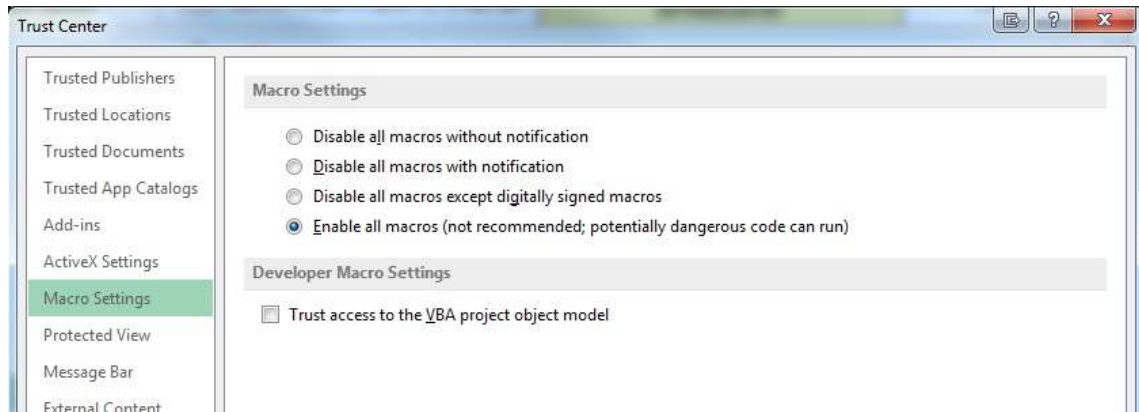 Trust Center
Trusted Publishers
Trusted Locations
Trusted Documents
Trusted App Catalogs
Add-ins
ActiveX Settings
Macro Settings
Protected View
Message Bar
External Content
Macro Settings
Disable all macros without notification
Disable all macros with notification
Disable all macros except digitally signed macros
Enable all macros (not recommended; potentially dangerous code can run)
Developer Macro Settings
Trust access to the VBA project object model